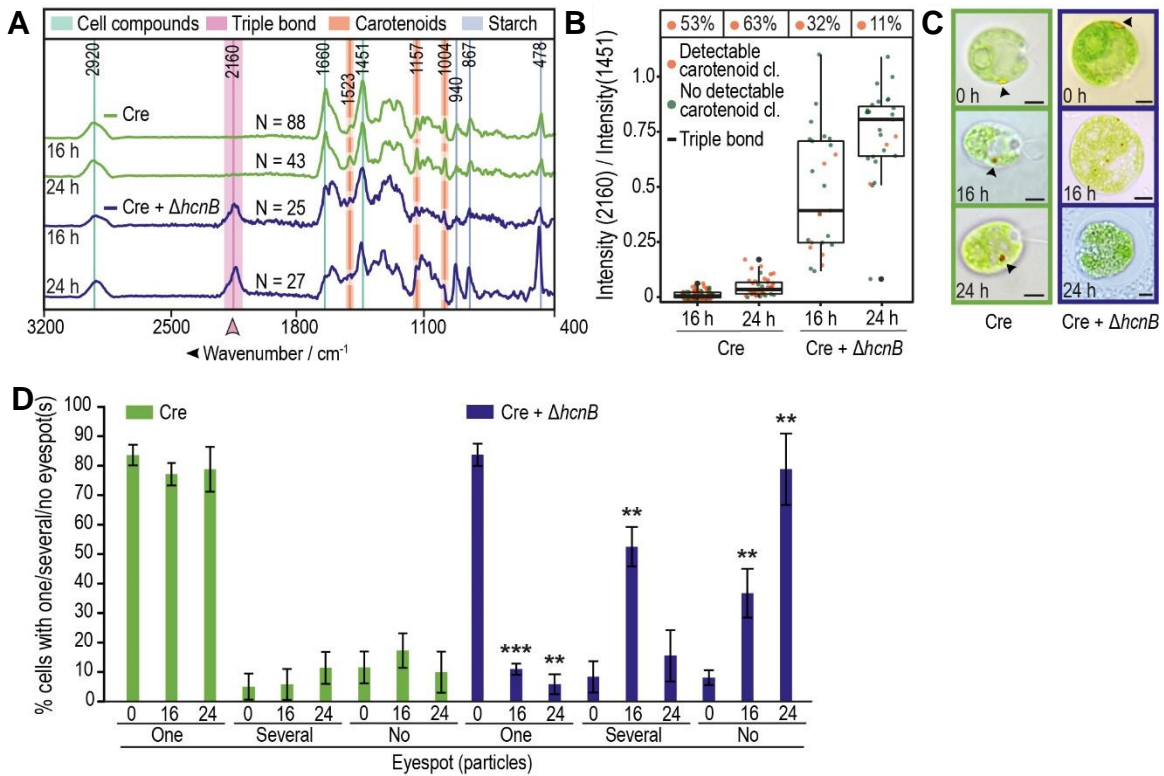 A
Cell compounds Triple bond Carotenoids Starch
2920 2160 1660 1523 1451 1157 1004 940 867 478
Cre
N = 88
16 h
N = 43
24 h
Cre + ΔhcnB
N = 25
16 h
N = 27
24 h
3200 2500 1800 1100 400
◄ Wavenumber / cm⁻¹
B
53% 63% 32% 11%
Detectable
carotenoid cl.
No detectable
carotenoid cl.
Triple bond
Intensity (2160) / Intensity(1451)
1.0
0.75
0.5
0.25
0
16 h 24 h 16 h 24 h
Cre Cre + ΔhcnB
C
0 h 0 h
16 h 16 h
24 h 24 h
Cre Cre + ΔhcnB
D
Cre Cre + ΔhcnB
% cells with one/several/no eyespot(s)
100
90
80
70
60
50
40
30
20
10
0
*** ** ** ** **
0 16 24 0 16 24 0 16 24 0 16 24 0 16 24 0 16 24
One Several No One Several No
Eyespot (particles)